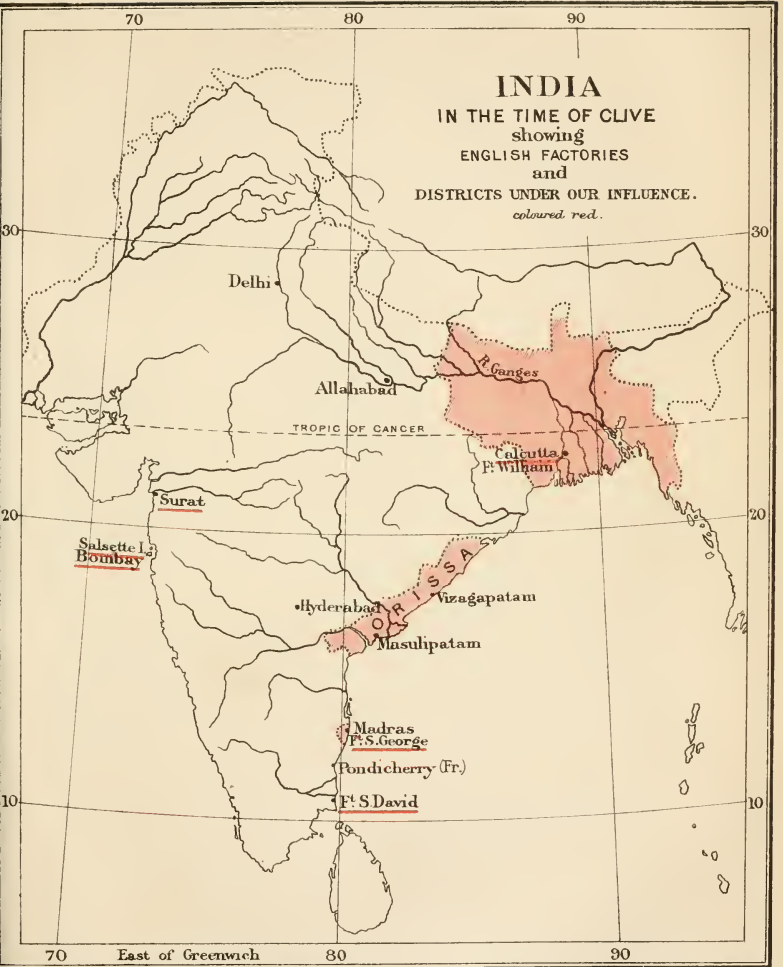 70 80 90
INDIA
IN THE TIME OF CLIVE
showing
ENGLISH FACTORIES
and
DISTRICTS UNDER OUR INFLUENCE.
coloured red.
30 30
Delhi
R. Ganges
Allahabad
TROPIC OF CANCER
Calcutta
Ft. William
Surat
20 20
Salsette I.
Bombay
ORISSA
Hyderabad
Vizagapatam
Masulipatam
Madras
Ft. S. George
Pondicherry (Fr.)
10 10
Ft. S. David
70 East of Greenwich 80 90